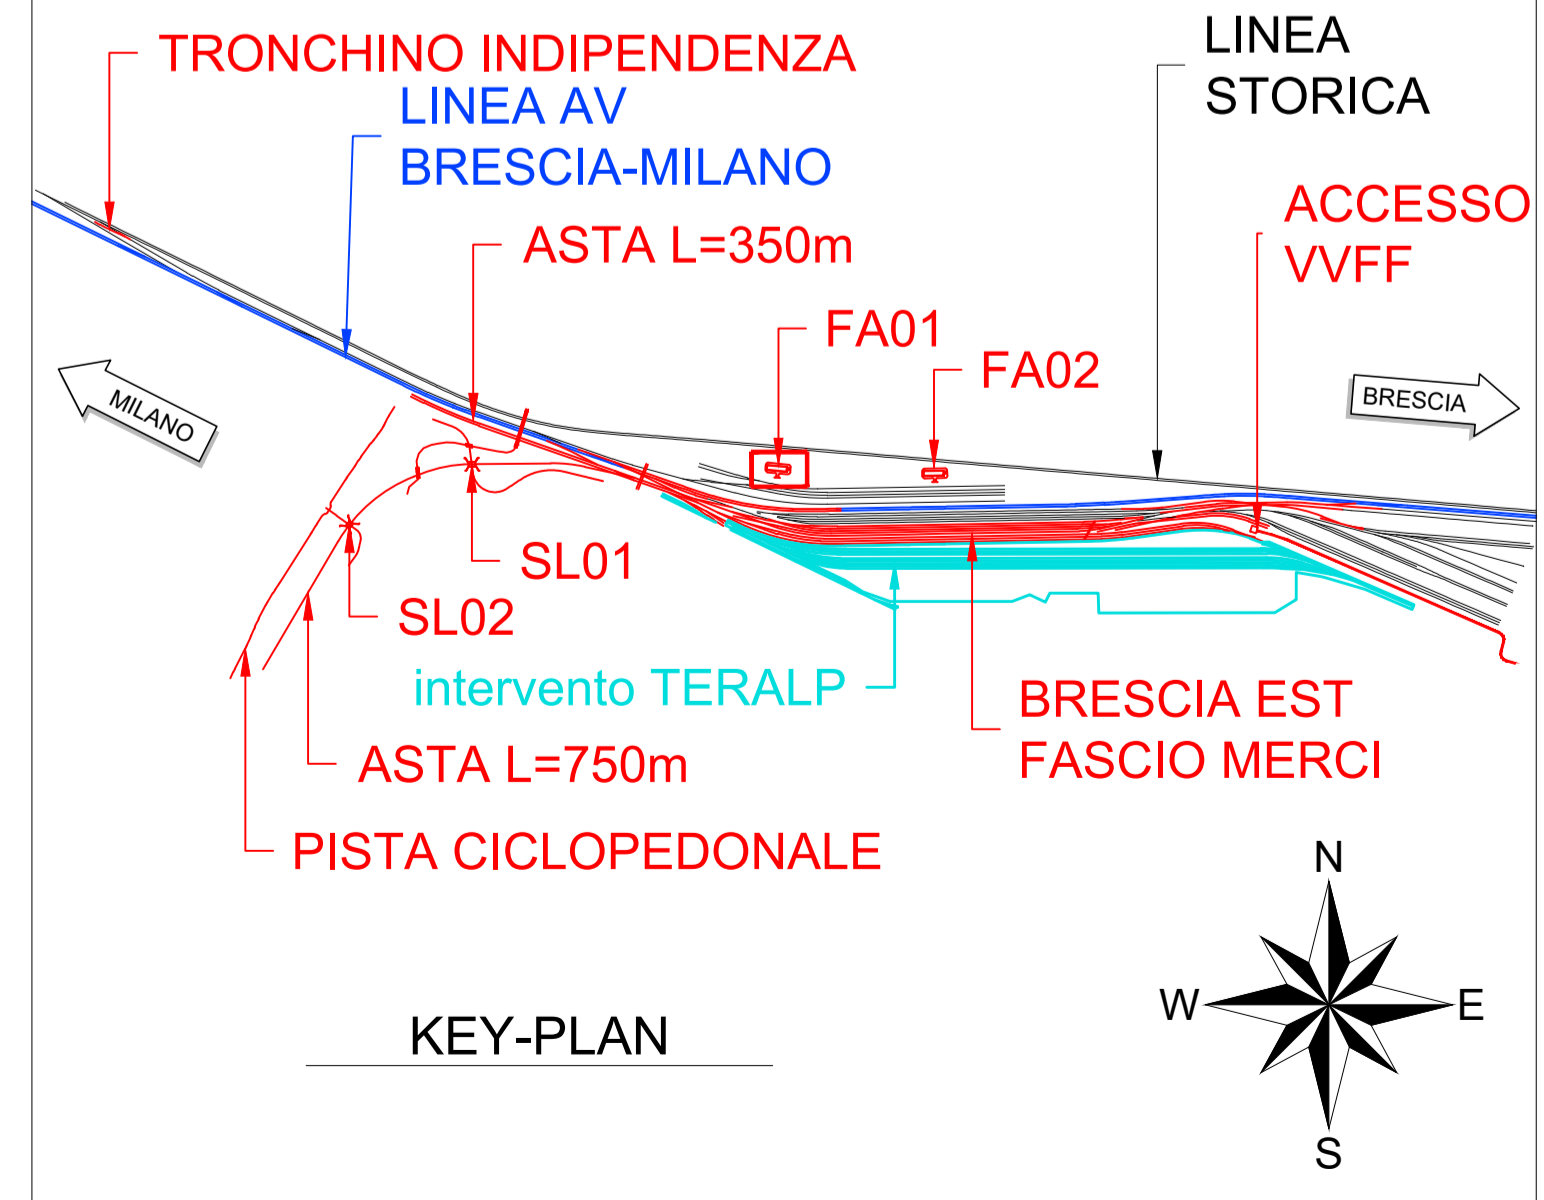 TRONCHINO INDIPENDENZA
LINEA
STORICA
LINEA AV
BRESCIA-MILANO
ACCESSO
VVFF
ASTA L=350m
FA01
FA02
MILANO
BRESCIA
SL01
SL02
intervento TERALP
BRESCIA EST
FASCIO MERCI
ASTA L=750m
PISTA CICLOPEDONALE
KEY-PLAN
N
W
E
S